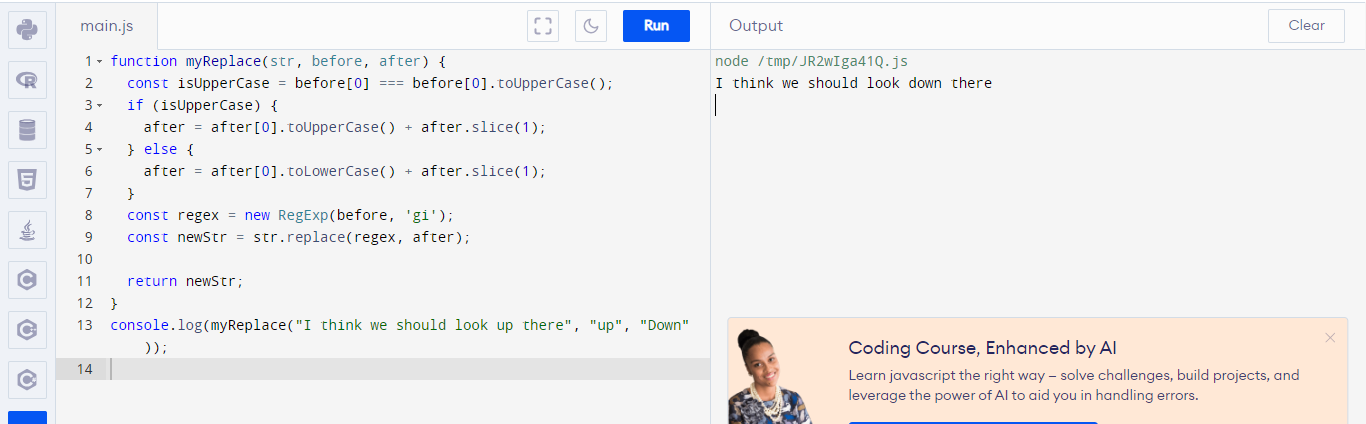 main.js
Run
Output
Clear
1 function myReplace(str, before, after) {
2 const isUpperCase = before[0] === before[0].toUpperCase();
3 if (isUpperCase) {
4 after = after[0].toUpperCase() + after.slice(1);
5 } else {
6 after = after[0].toLowerCase() + after.slice(1);
7 }
8 const regex = new RegExp(before, 'gi');
9 const newStr = str.replace(regex, after);
10
11 return newStr;
12 }
13 console.log(myReplace("I think we should look up there", "up", "Down"
));
14
node /tmp/JR2wIga41Q.js
I think we should look down there
Coding Course, Enhanced by AI
Learn javascript the right way – solve challenges, build projects, and
leverage the power of AI to aid you in handling errors.